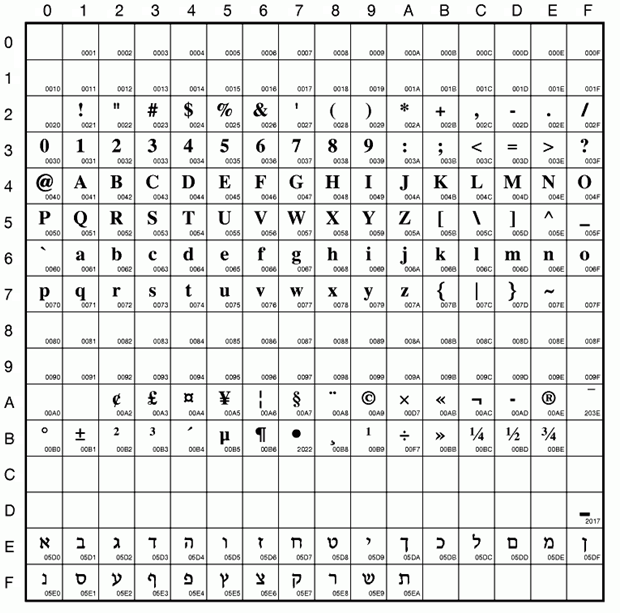 0 1 2 3 4 5 6 7 8 9 A B C D E F
0
0001 0002 0003 0004 0005 0006 0007 0008 0009 000A 000B 000C 000D 000E 000F
1
0010 0011 0012 0013 0014 0015 0016 0017 0018 0019 001A 001B 001C 001D 001E 001F
2 ! " # $ % & ' ( ) * + , - . /
0020 0021 0022 0023 0024 0025 0026 0027 0028 0029 002A 002B 002C 002D 002E 002F
3 0 1 2 3 4 5 6 7 8 9 : ; < = > ?
0030 0031 0032 0033 0034 0035 0036 0037 0038 0039 003A 003B 003C 003D 003E 003F
4 @ A B C D E F G H I J K L M N O
0040 0041 0042 0043 0044 0045 0046 0047 0048 0049 004A 004B 004C 004D 004E 004F
5 P Q R S T U V W X Y Z [ \ ] ^ _
0050 0051 0052 0053 0054 0055 0056 0057 0058 0059 005A 005B 005C 005D 005E 005F
6 ` a b c d e f g h i j k l m n o
0060 0061 0062 0063 0064 0065 0066 0067 0068 0069 006A 006B 006C 006D 006E 006F
7 p q r s t u v w x y z { | } ~
0070 0071 0072 0073 0074 0075 0076 0077 0078 0079 007A 007B 007C 007D 007E 007F
8
0080 0081 0082 0083 0084 0085 0086 0087 0088 0089 008A 008B 008C 008D 008E 008F
9
0090 0091 0092 0093 0094 0095 0096 0097 0098 0099 009A 009B 009C 009D 009E 009F
A ¢ £ ¤ ¥ ¦ § ¨ © × « ¬ - ® ‾
00A0 00A2 00A3 00A4 00A5 00A6 00A7 00A8 00A9 00D7 00AB 00AC 00AD 00AE 203E
B ° ± ² ³ ´ µ ¶ • ¸ ¹ ÷ » ¼ ½ ¾
00B0 00B1 00B2 00B3 00B4 00B5 00B6 2022 00B8 00B9 00F7 00BB 00BC 00BD 00BE
C
D ‗
2017
E א ב ג ד ה ו ז ח ט י ך כ ל ם מ ן
05D0 05D1 05D2 05D3 05D4 05D5 05D6 05D7 05D8 05D9 05DA 05DB 05DC 05DD 05DE 05DF
F נ ס ע ף פ ץ צ ק ר ש ת
05E0 05E1 05E2 05E3 05E4 05E5 05E6 05E7 05E8 05E9 05EA